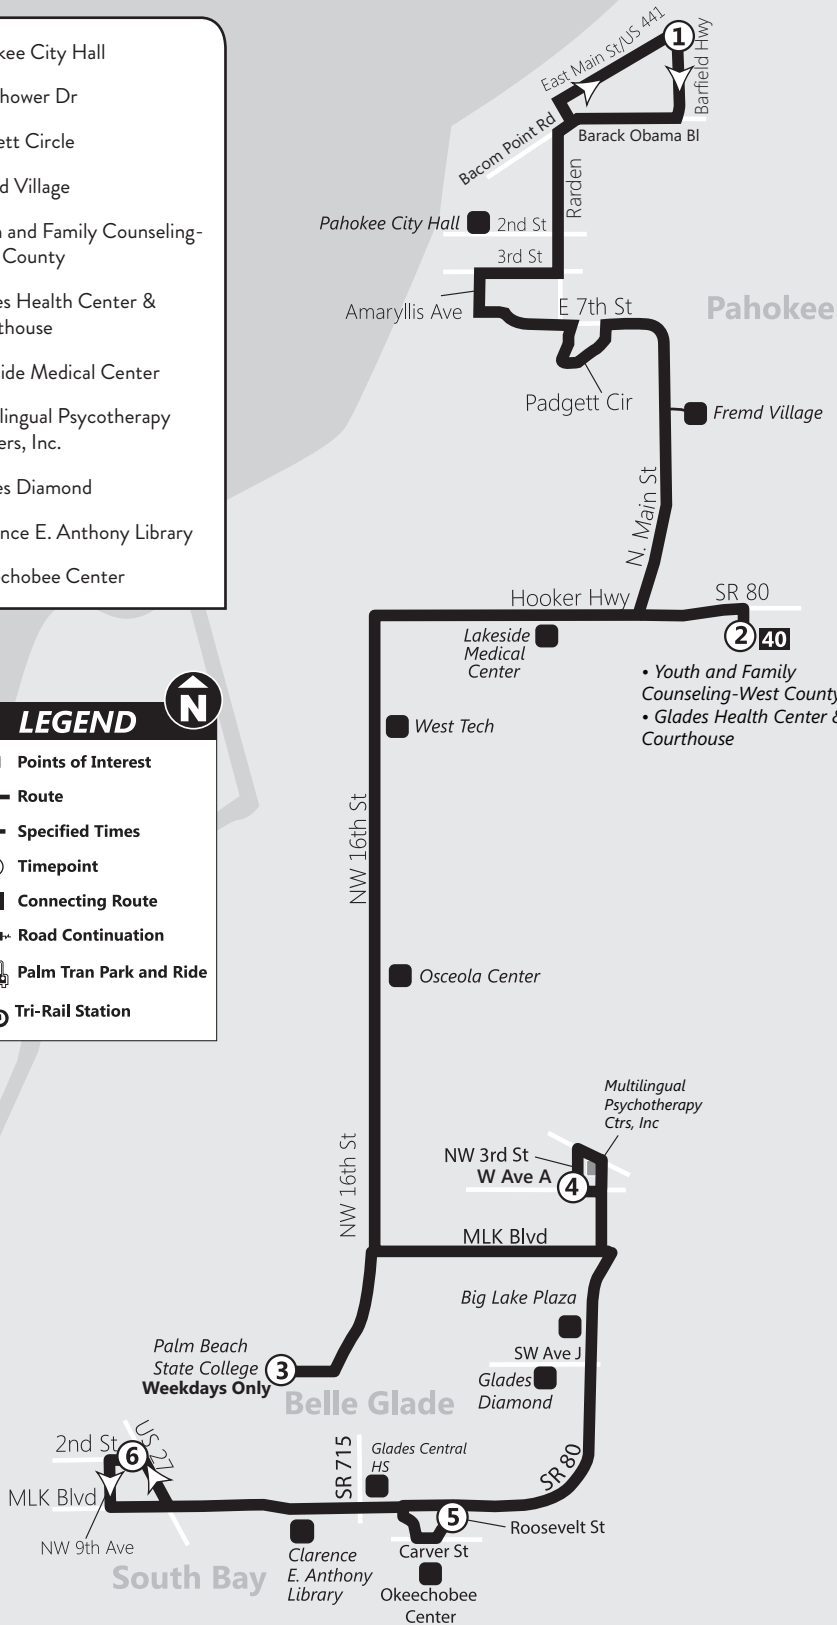 kee City Hall
hower Dr
ett Circle
d Village
and Family Counseling-
County
es Health Center &
thouse
side Medical Center
lingual Psycotherapy
ers, Inc.
es Diamond
nce E. Anthony Library
chobee Center
LEGEND
N
Points of Interest
Route
Specified Times
Timepoint
Connecting Route
Road Continuation
Palm Tran Park and Ride
Tri-Rail Station
East Main St/US 441
1
Barfield Hwy
Bacom Point Rd
Barack Obama Bl
Rarden
Pahokee City Hall
2nd St
3rd St
Amaryllis Ave
E 7th St
Pahokee
Padgett Cir
Fremd Village
N. Main St
Hooker Hwy
SR 80
Lakeside
Medical
Center
2 40
• Youth and Family
Counseling-West County
• Glades Health Center &
Courthouse
West Tech
NW 16th St
Osceola Center
Multilingual
Psychotherapy
Ctrs, Inc
NW 3rd St
W Ave A
4
NW 16th St
MLK Blvd
Big Lake Plaza
SW Ave J
Glades
Diamond
Palm Beach
State College
Weekdays Only
3
Belle Glade
2nd St
6
US 27
MLK Blvd
NW 9th Ave
South Bay
SR 715
Glades Central
HS
SR 80
5
Roosevelt St
Carver St
Clarence
E. Anthony
Library
Okeechobee
Center